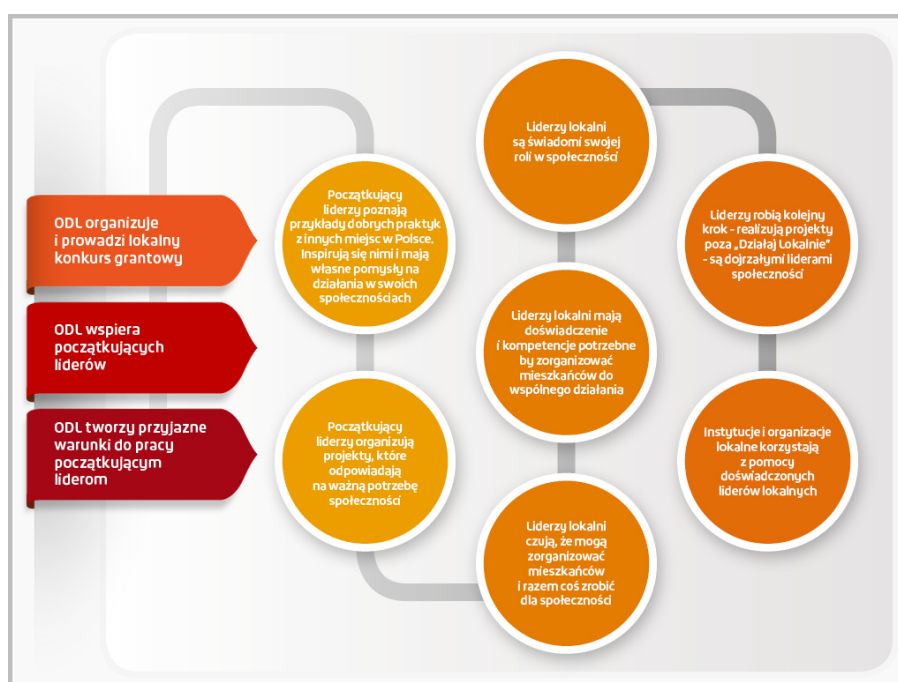 ODL organizuje
i prowadzi lokalny
konkurs grantowy
ODL wspiera
początkujących
liderów
ODL tworzy przyjazne
warunki do pracy
początkującym
liderom
Początkujący
liderzy poznają
przykłady dobrych praktyk
z innych miejsc w Polsce.
Inspirują się nimi i mają
własne pomysły na
działania w swoich
społecznościach
Początkujący
liderzy organizują
projekty, które
odpowiadają
na ważną potrzebę
społeczności
Liderzy lokalni
czują, że mogą
zorganizować
mieszkańców
i razem coś zrobić
dla społeczności
Liderzy lokalni mają
doświadczenie
i kompetencje potrzebne
by zorganizować
mieszkańców do
wspólnego działania
Liderzy lokalni
są świadomi swojej
roli w społeczności
Liderzy robią kolejny
krok - realizują projekty
poza „Działaj Lokalnie”
- są dojrzałymi liderami
społeczności
Instytucje i organizacje
lokalne korzystają
z pomocy
doświadczonych
liderów lokalnych